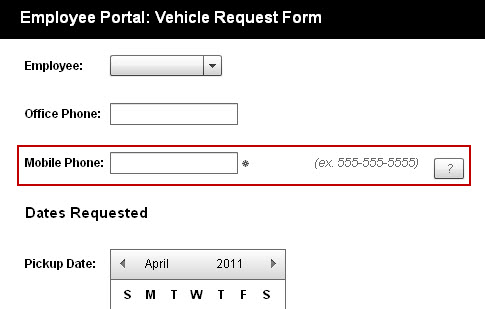 Employee Portal: Vehicle Request Form
Employee:
Office Phone:
Mobile Phone: * (ex. 555-555-5555) ?
Dates Requested
Pickup Date: April 2011
S M T W T F S